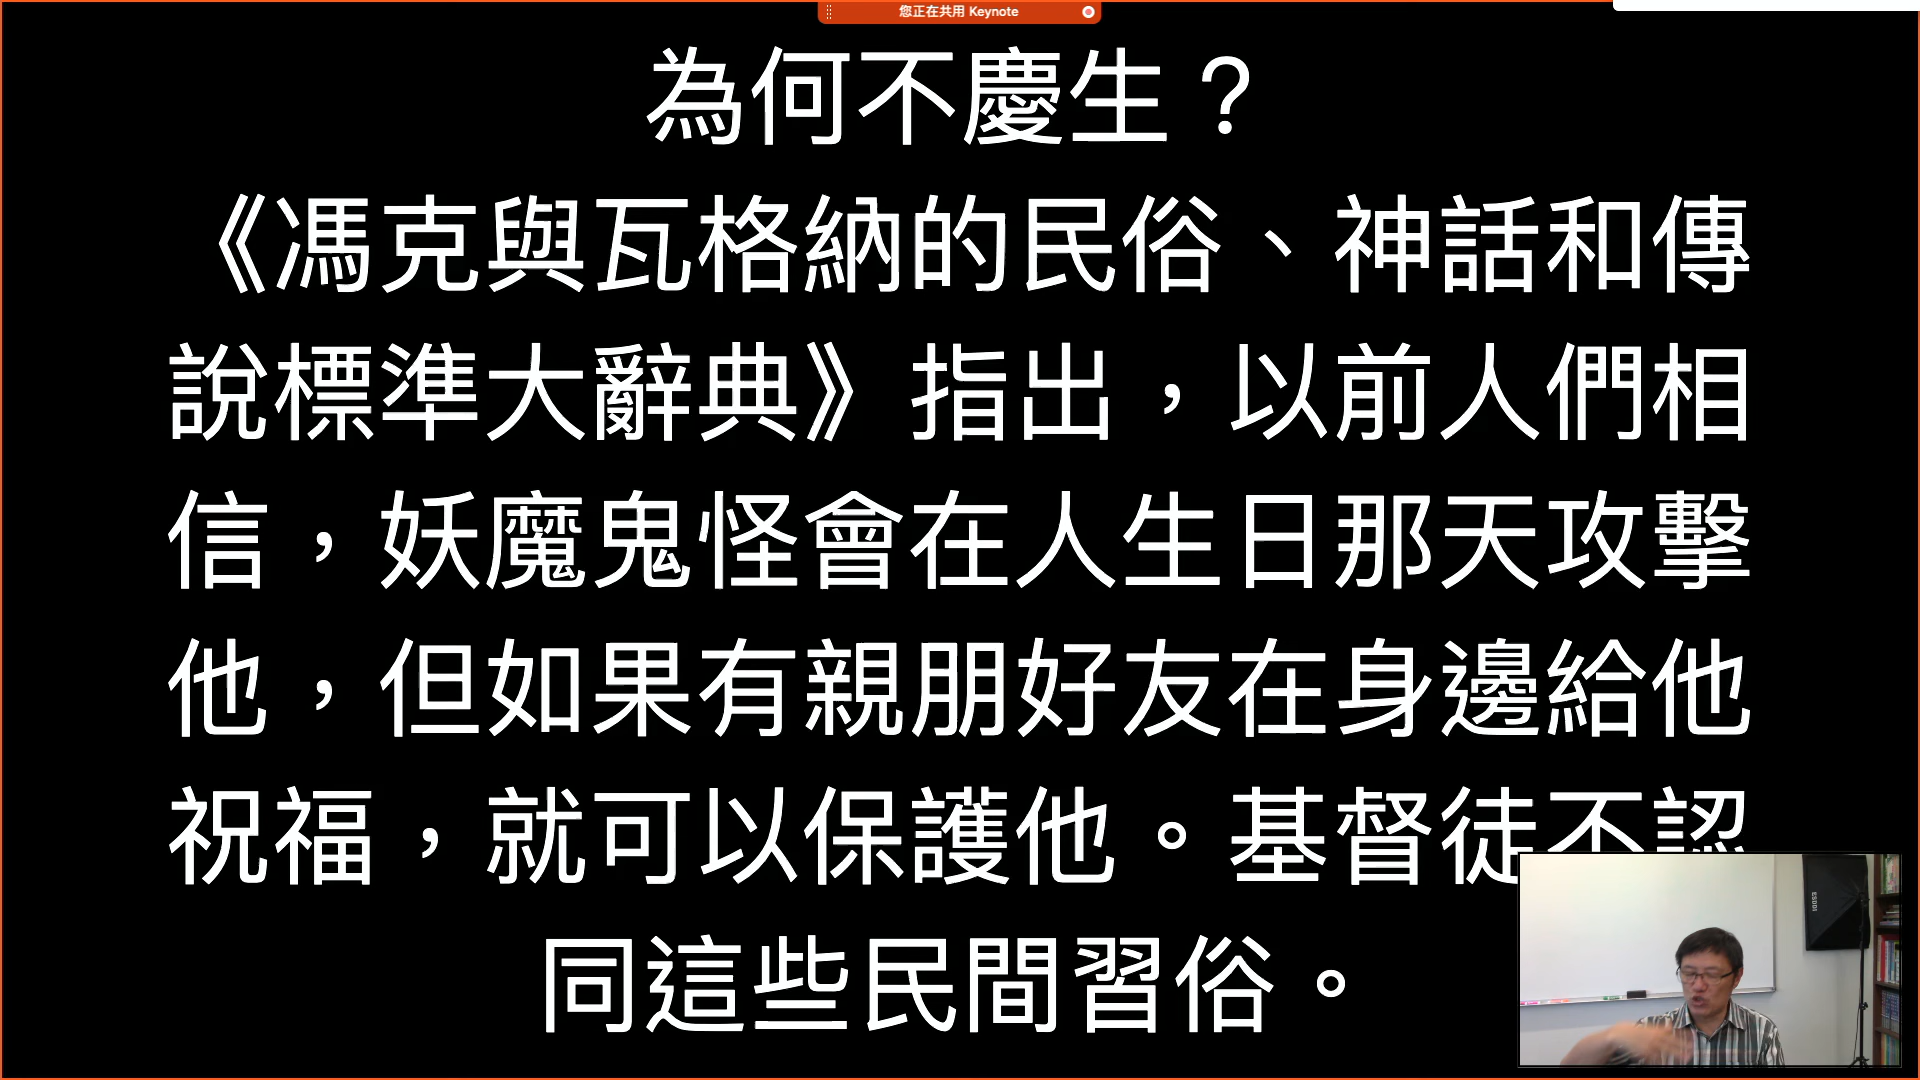 您正在共用 Keynote
為何不慶生？
《馮克與瓦格納的民俗、神話和傳
說標準大辭典》指出，以前人們相
信，妖魔鬼怪會在人生日那天攻擊
他，但如果有親朋好友在身邊給他
祝福，就可以保護他。基督徒不認
同這些民間習俗。